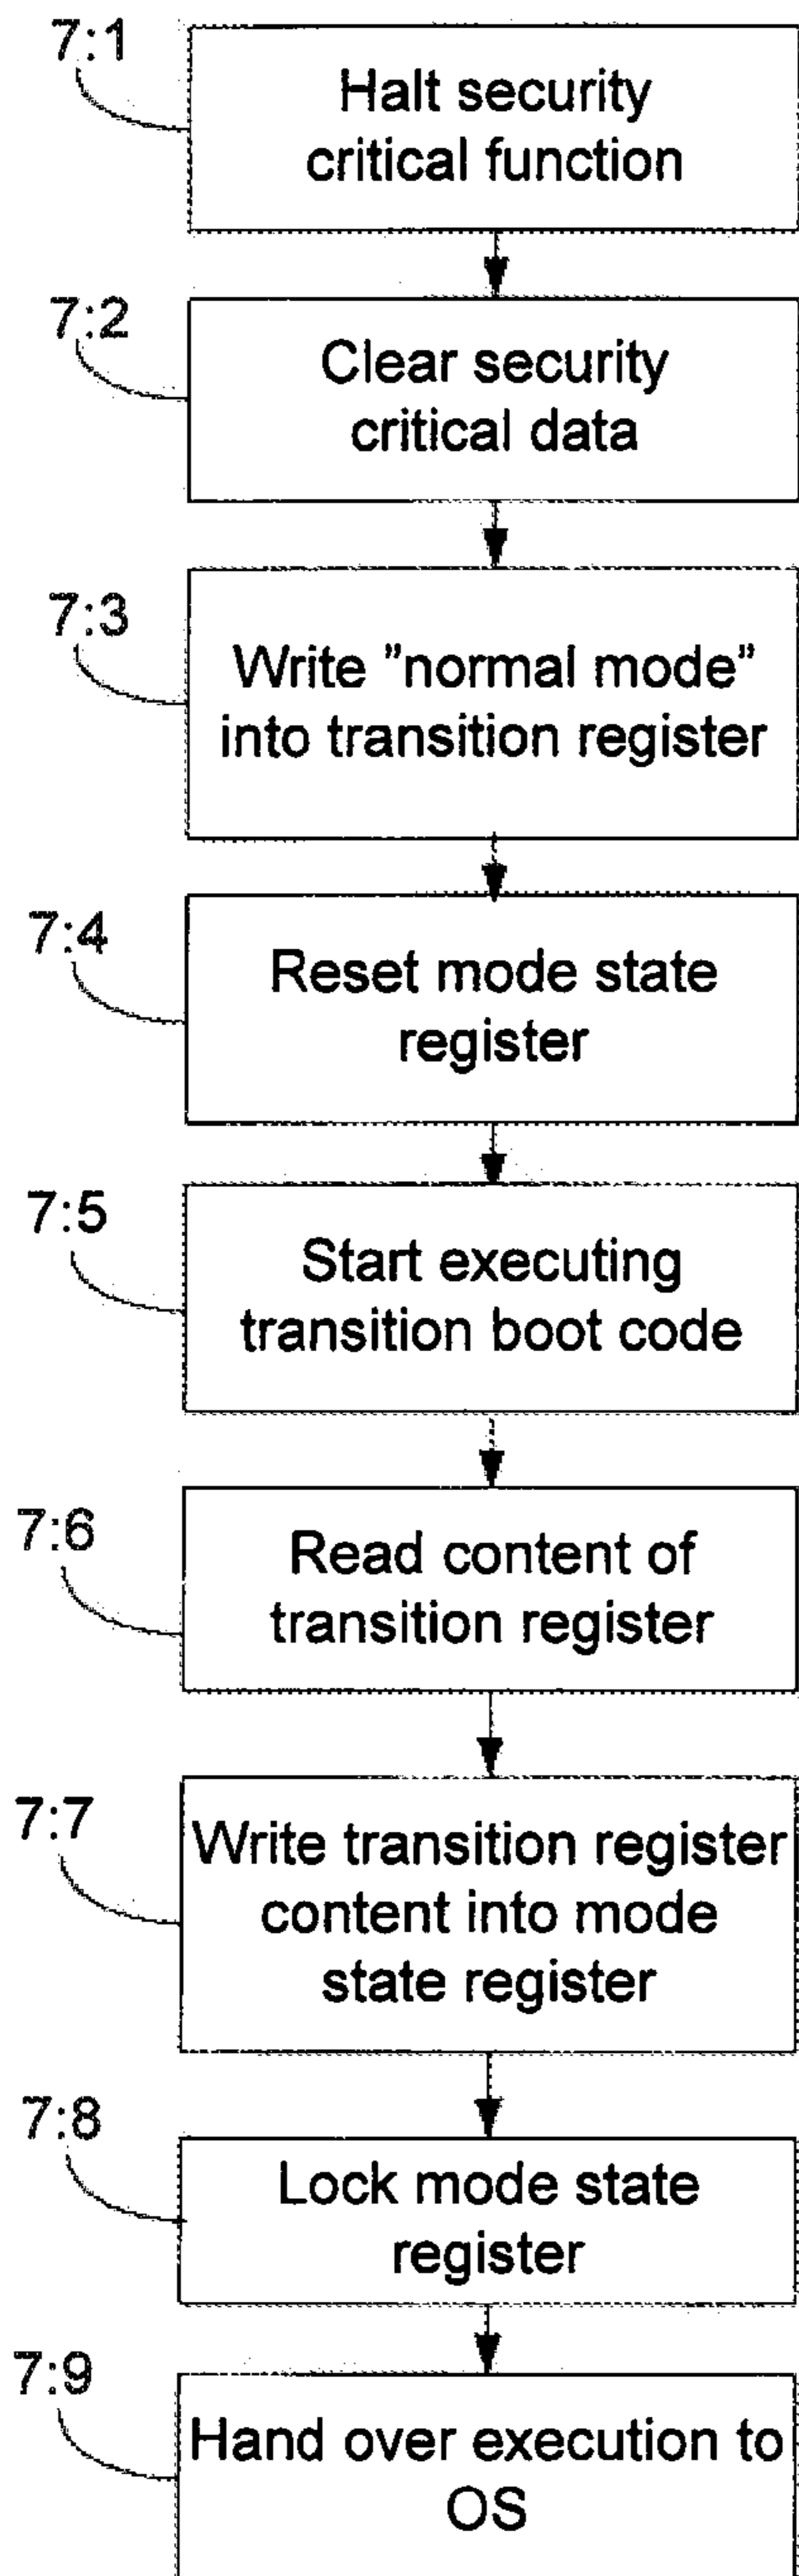 7:1
Halt security
critical function
7:2
Clear security
critical data
7:3
Write ”normal mode”
into transition register
7:4
Reset mode state
register
7:5
Start executing
transition boot code
7:6
Read content of
transition register
7:7
Write transition register
content into mode
state register
7:8
Lock mode state
register
7:9
Hand over execution to
OS